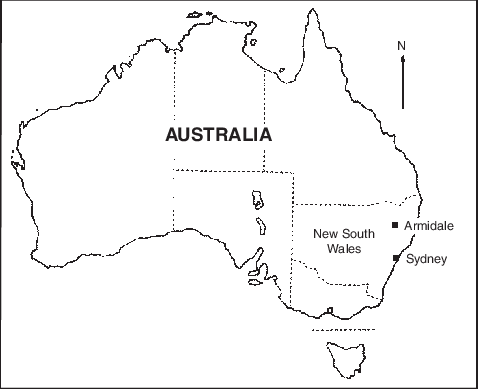 N
AUSTRALIA
Armidale
New South
Wales
Sydney